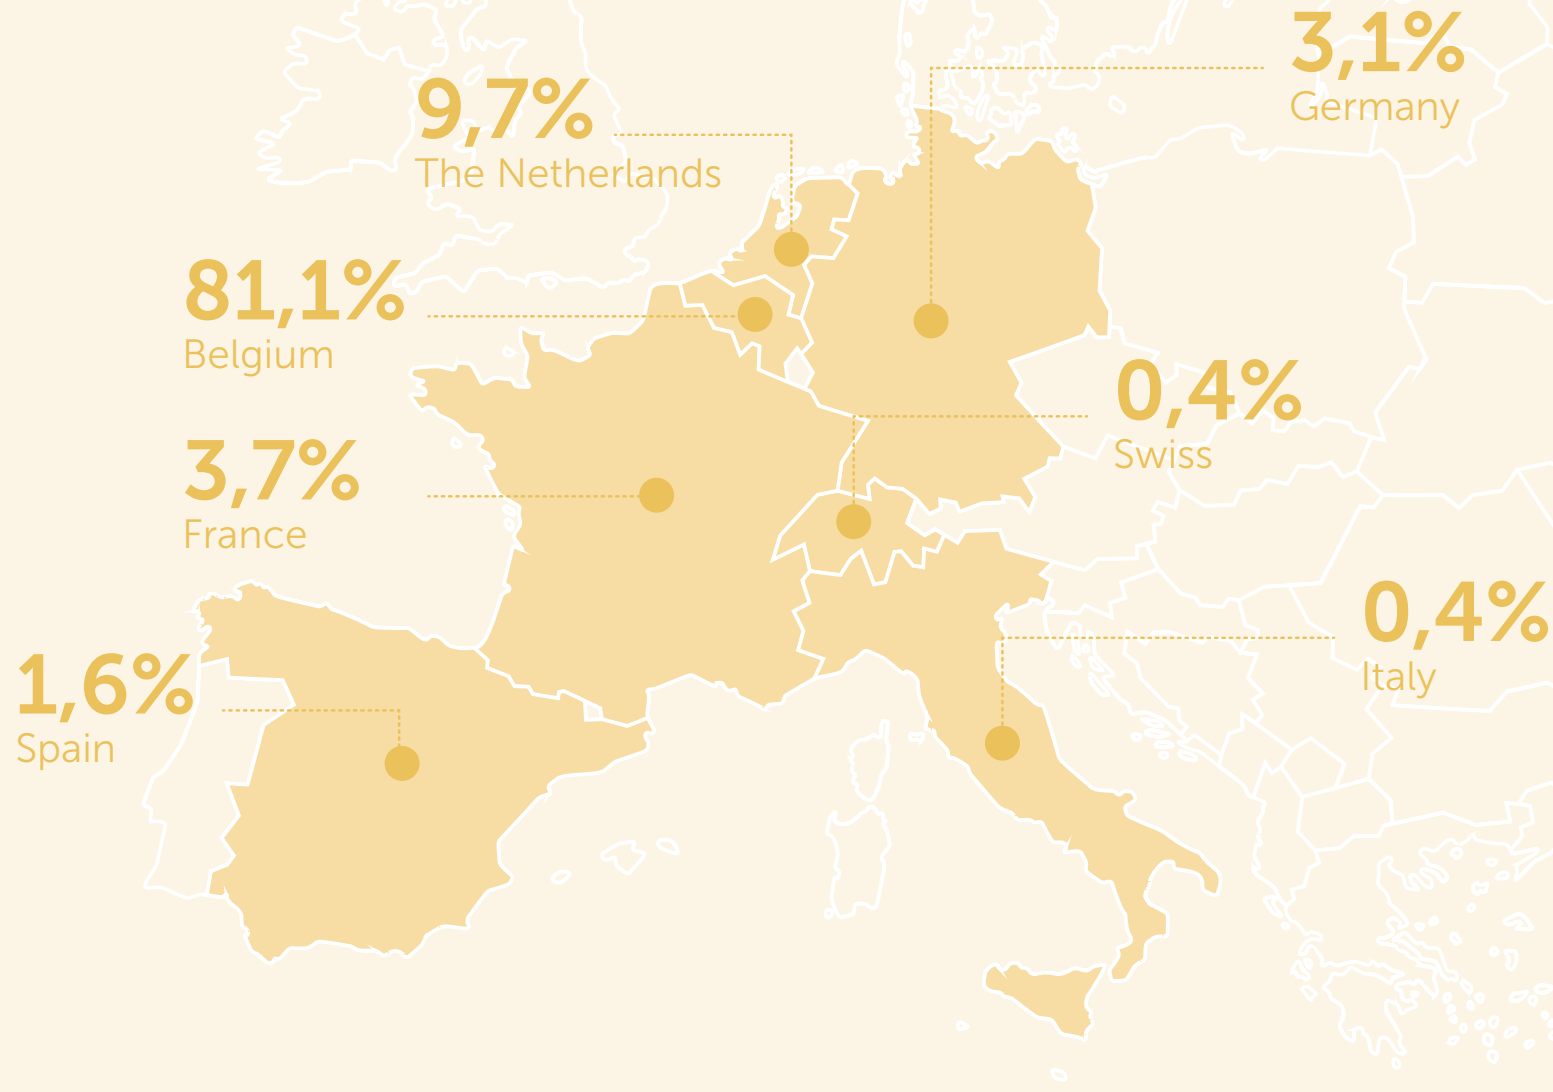 3,1%
Germany
9,7%
The Netherlands
81,1%
Belgium
0,4%
Swiss
3,7%
France
0,4%
Italy
1,6%
Spain